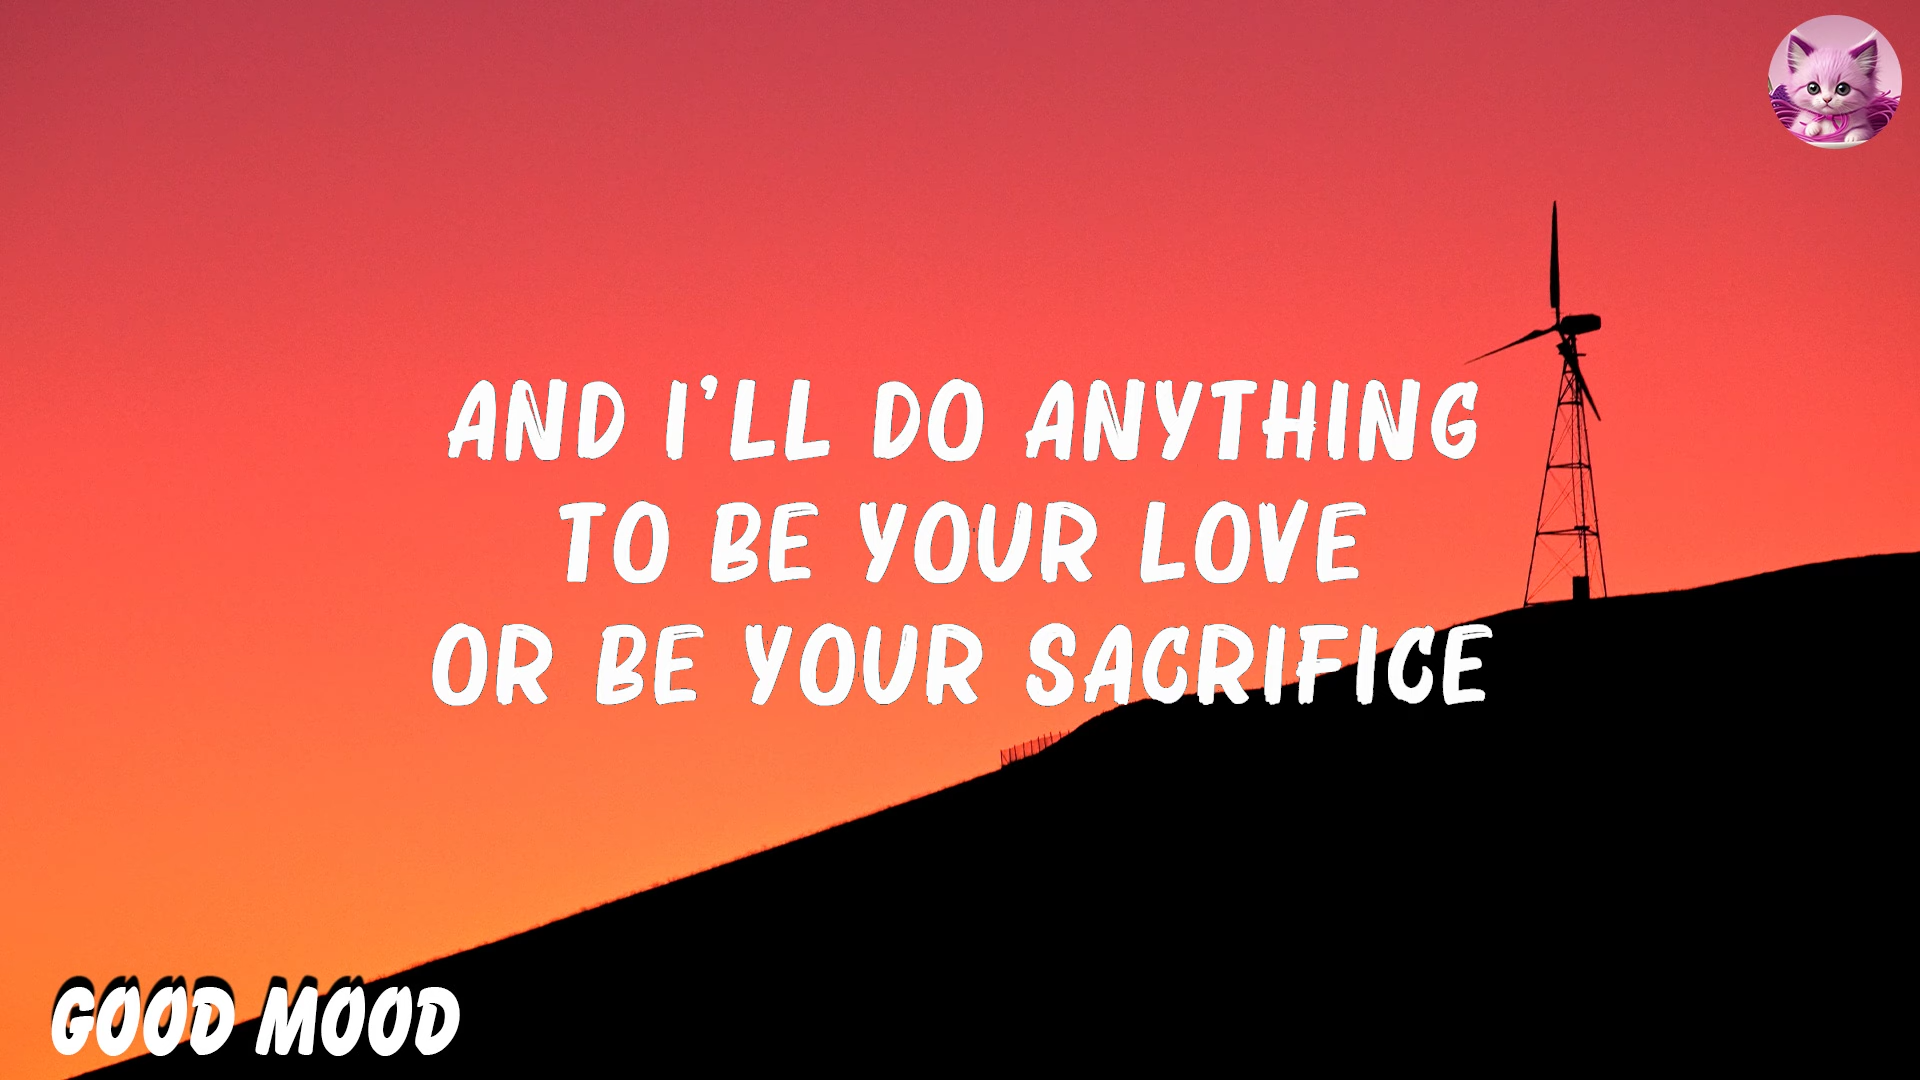 AND I'LL DO ANYTHING
TO BE YOUR LOVE
OR BE YOUR SACRIFICE
GOOD MOOD